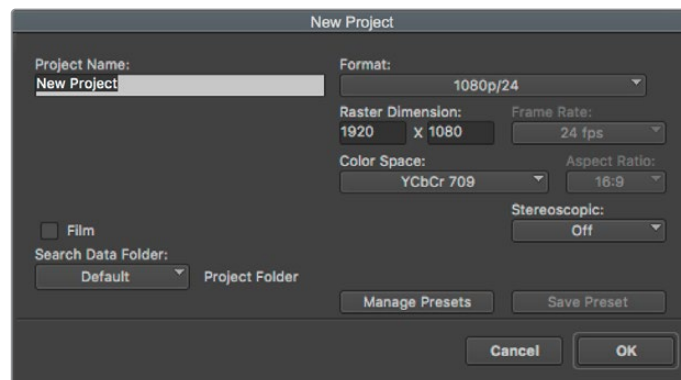 New Project
Project Name:
New Project
Format:
1080p/24
Raster Dimension:
Frame Rate:
1920 X 1080
24 fps
Color Space:
Aspect Ratio:
YCbCr 709
16:9
Stereoscopic:
Off
Film
Search Data Folder:
Default
Project Folder
Manage Presets
Save Preset
Cancel
OK